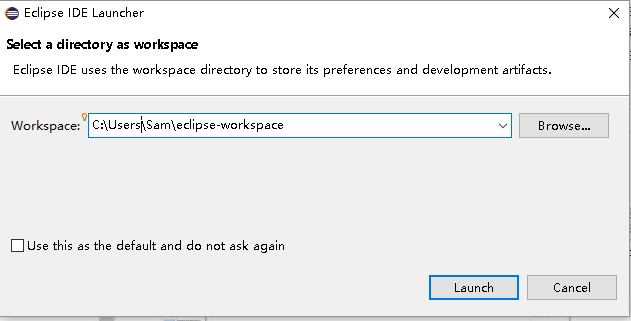 Eclipse IDE Launcher
Select a directory as workspace
Eclipse IDE uses the workspace directory to store its preferences and development artifacts.
Workspace: C:\Users\Sam\eclipse-workspace Browse...
Use this as the default and do not ask again
Launch Cancel